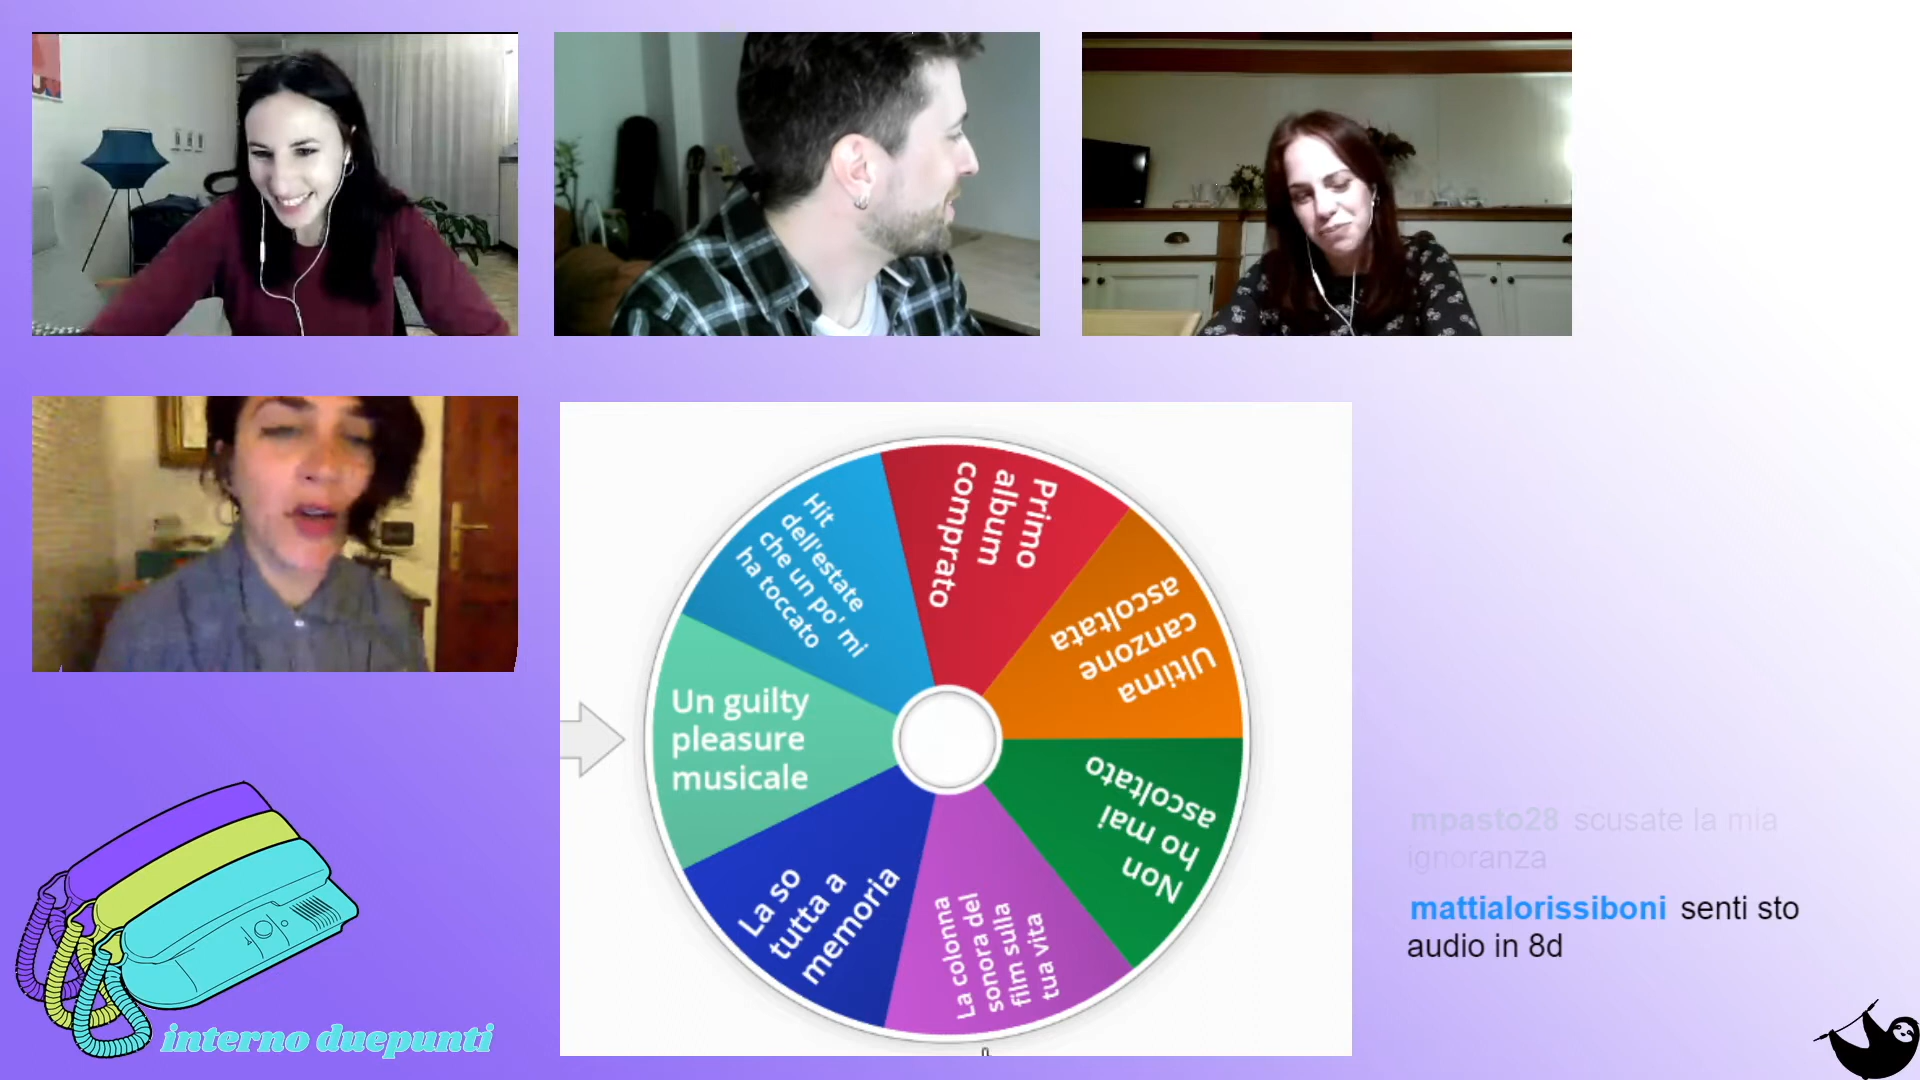 Primo
album
comprato
Ultima
canzone
ascoltata
Non
ho mai
ascoltato
La colonna
sonora del
film sulla
tua vita
La so
tutta a
memoria
Un guilty
pleasure
musicale
Hit
dell'estate
che un po' mi
ha toccato
mpasto28 scusate la mia
ignoranza
mattialorissiboni senti sto
audio in 8d
interno duepunti